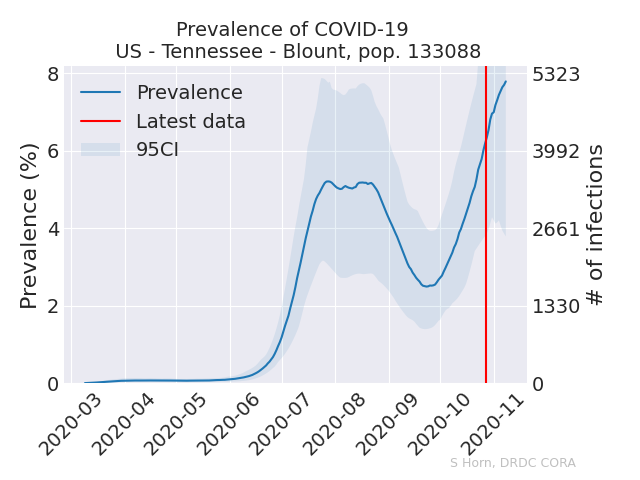 Prevalence of COVID-19
US - Tennessee - Blount, pop. 133088
Prevalence
Latest data
95CI
Prevalence (%)
8
6
4
2
0
5323
3992
2661
1330
0
# of infections
2020-03
2020-04
2020-05
2020-06
2020-07
2020-08
2020-09
2020-10
2020-11
S Horn, DRDC CORA